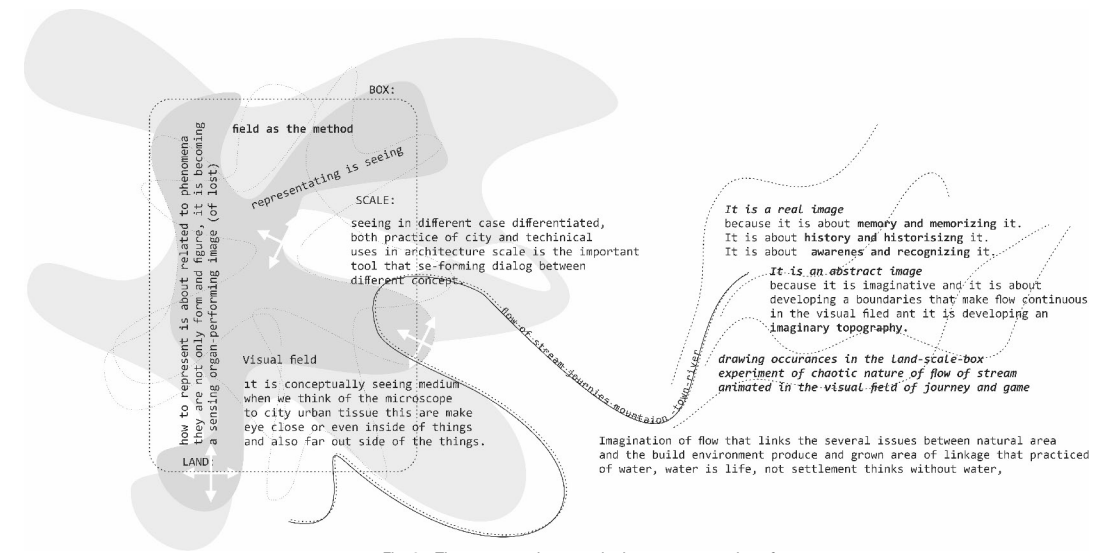 BOX:
field as the method
representating is seeing
how to represent is about related to phenomena
they are not only form and figure, it is becoming
a sensing organ-performing image (of lost)
SCALE:
seeing in different case differentiated,
both practice of city and techinical
uses in architecture scale is the important
tool that se-forming dialog between
different concept.
Visual field
it is conceptually seeing medium
when we think of the microscope
to city urban tissue this are make
eye close or even inside of things
and also far out side of the things.
LAND
flow of stream journies mountaion town river
It is a real image
because it is about memory and memorizing it.
It is about history and historisizng it.
It is about awarenes and recognizing it.
It is an abstract image
because it is imaginative and it is about
developing a boundaries that make flow continuous
in the visual filed ant it is developing an
imaginary topography.
drawing occurances in the land-scale-box
experiment of chaotic nature of flow of stream
animated in the visual field of journey and game
Imagination of flow that links the several issues between natural area
and the build environment produce and grown area of linkage that practiced
of water, water is life, not settlement thinks without water,